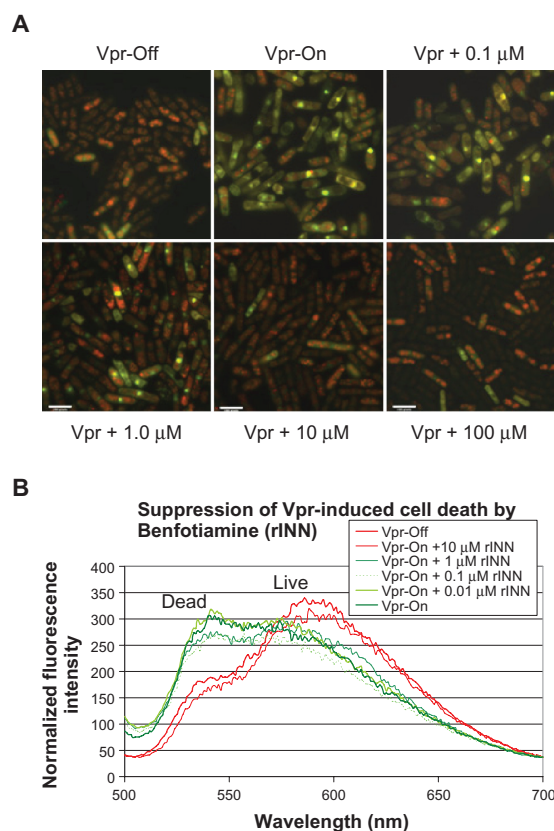 A
Vpr-Off
Vpr-On
Vpr + 0.1 μM
Vpr + 1.0 μM
Vpr + 10 μM
Vpr + 100 μM
B
Suppression of Vpr-induced cell death by
Benfotiamine (rINN)
Vpr-Off
Vpr-On +10 μM rINN
Vpr-On + 1 μM rINN
Vpr-On + 0.1 μM rINN
Vpr-On + 0.01 μM rINN
Vpr-On
Dead
Live
Normalized fluorescence
intensity
400
350
300
250
200
150
100
50
0
500
550
600
650
700
Wavelength (nm)